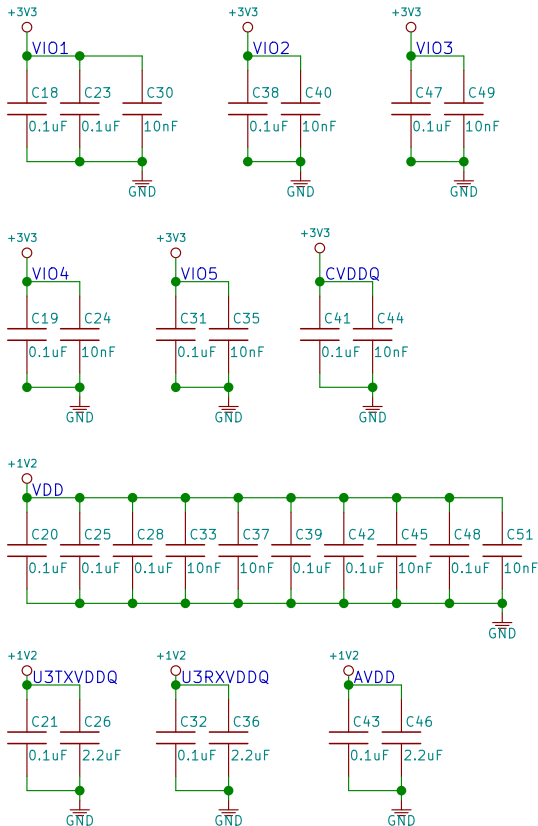 +3V3 +3V3 +3V3
VIO1 VIO2 VIO3
C18 C23 C30 C38 C40 C47 C49
0.1uF 0.1uF 10nF 0.1uF 10nF 0.1uF 10nF
GND GND GND
+3V3 +3V3 +3V3
VIO4 VIO5 CVDDQ
C19 C24 C31 C35 C41 C44
0.1uF 10nF 0.1uF 10nF 0.1uF 10nF
GND GND GND
+1V2
VDD
C20 C25 C28 C33 C37 C39 C42 C45 C48 C51
0.1uF 0.1uF 0.1uF 10nF 10nF 0.1uF 0.1uF 10nF 0.1uF 10nF
GND
+1V2 +1V2 +1V2
U3TXVDDQ U3RXVDDQ AVDD
C21 C26 C32 C36 C43 C46
0.1uF 2.2uF 0.1uF 2.2uF 0.1uF 2.2uF
GND GND GND